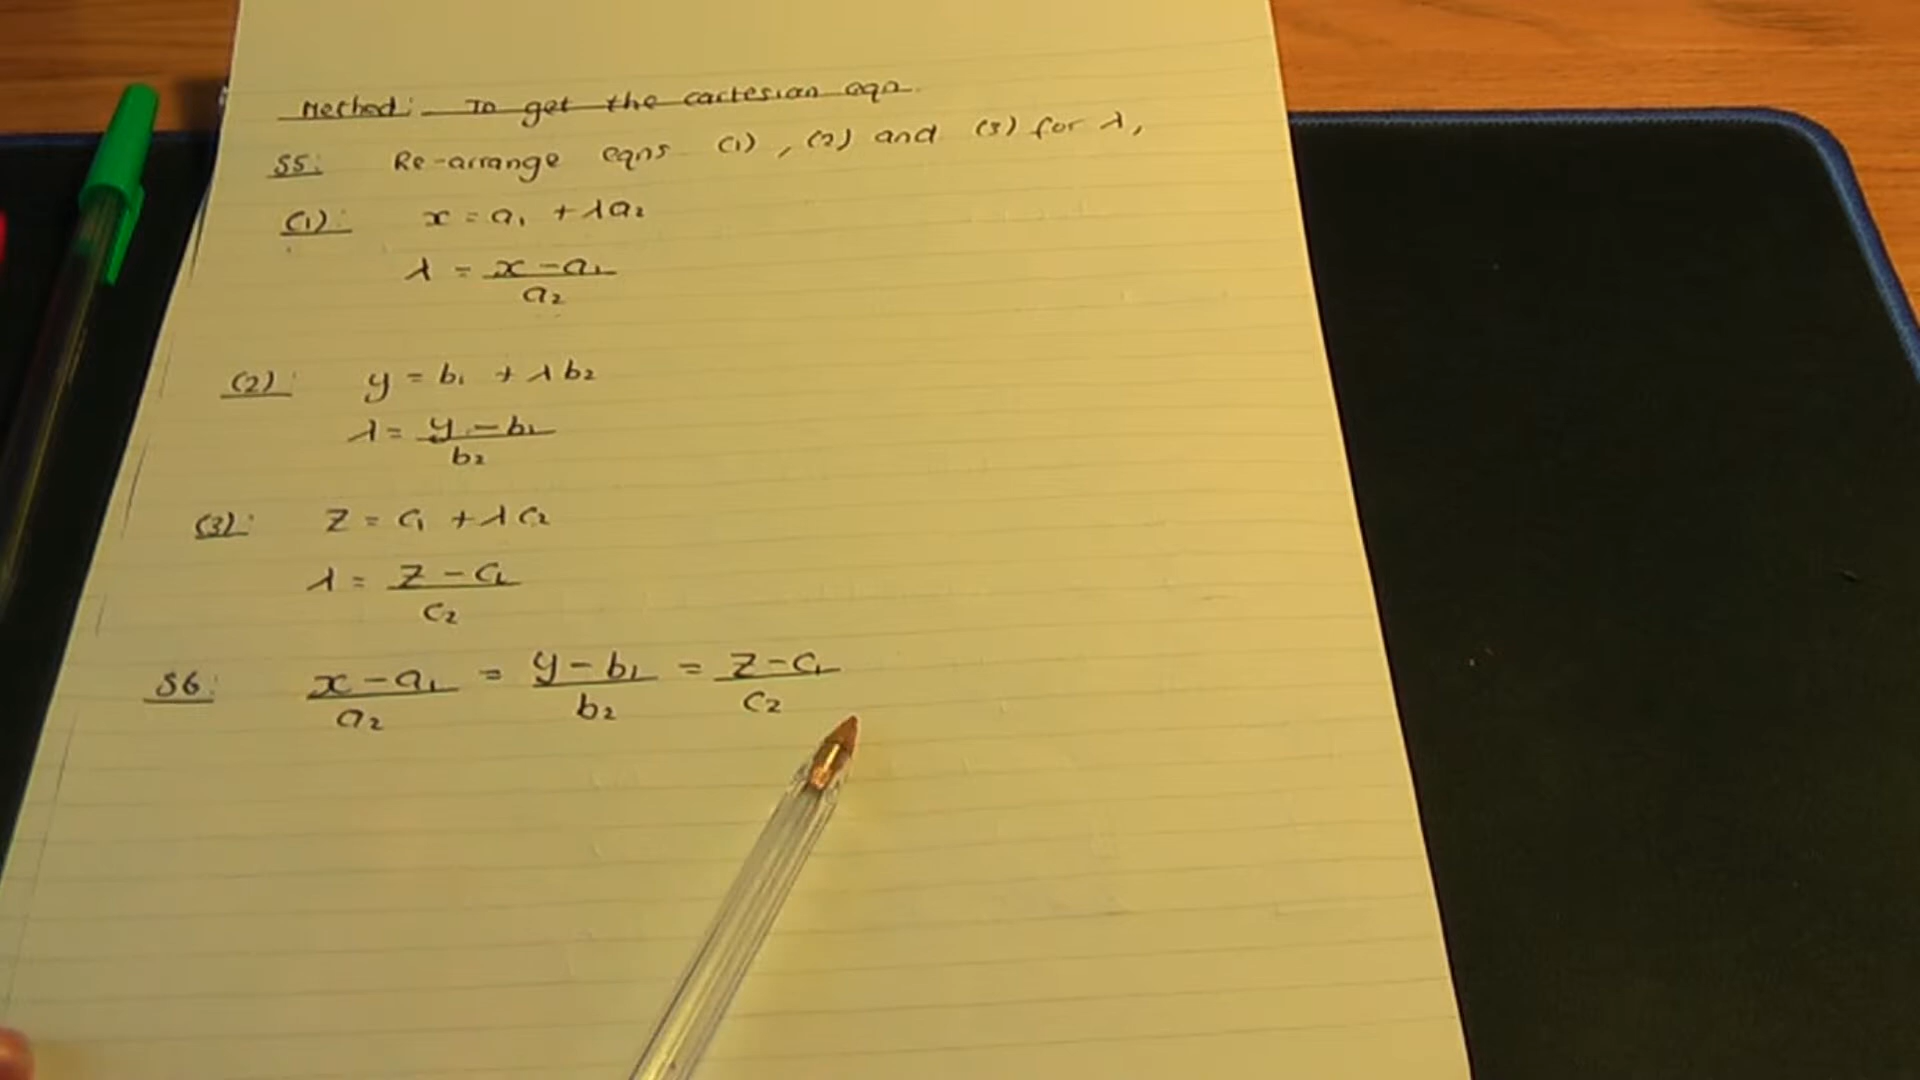 Method: To get the cartesian eqn.
S5: Re-arrange eqns (1), (2) and (3) for λ,
(1): x = a₁ + λa₂
λ = x - a₁
a₂
(2): y = b₁ + λb₂
λ = y - b₁
b₂
(3): z = c₁ + λc₂
λ = z - c₁
c₂
S6: x - a₁ = y - b₁ = z - c₁
a₂ b₂ c₂